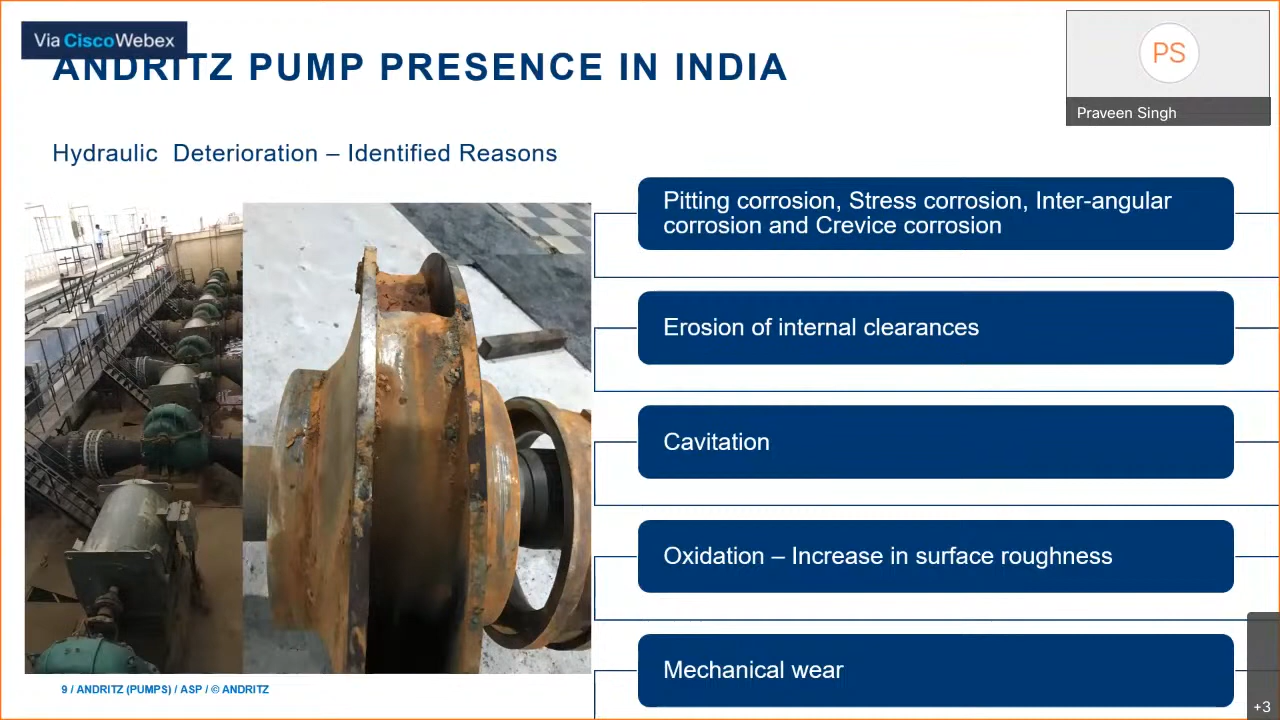 Via CiscoWebex
ANDRITZ PUMP PRESENCE IN INDIA
PS
Praveen Singh
Hydraulic Deterioration – Identified Reasons
Pitting corrosion, Stress corrosion, Inter-angular
corrosion and Crevice corrosion
Erosion of internal clearances
Cavitation
Oxidation – Increase in surface roughness
Mechanical wear
9 / ANDRITZ (PUMPS) / ASP / © ANDRITZ
+3